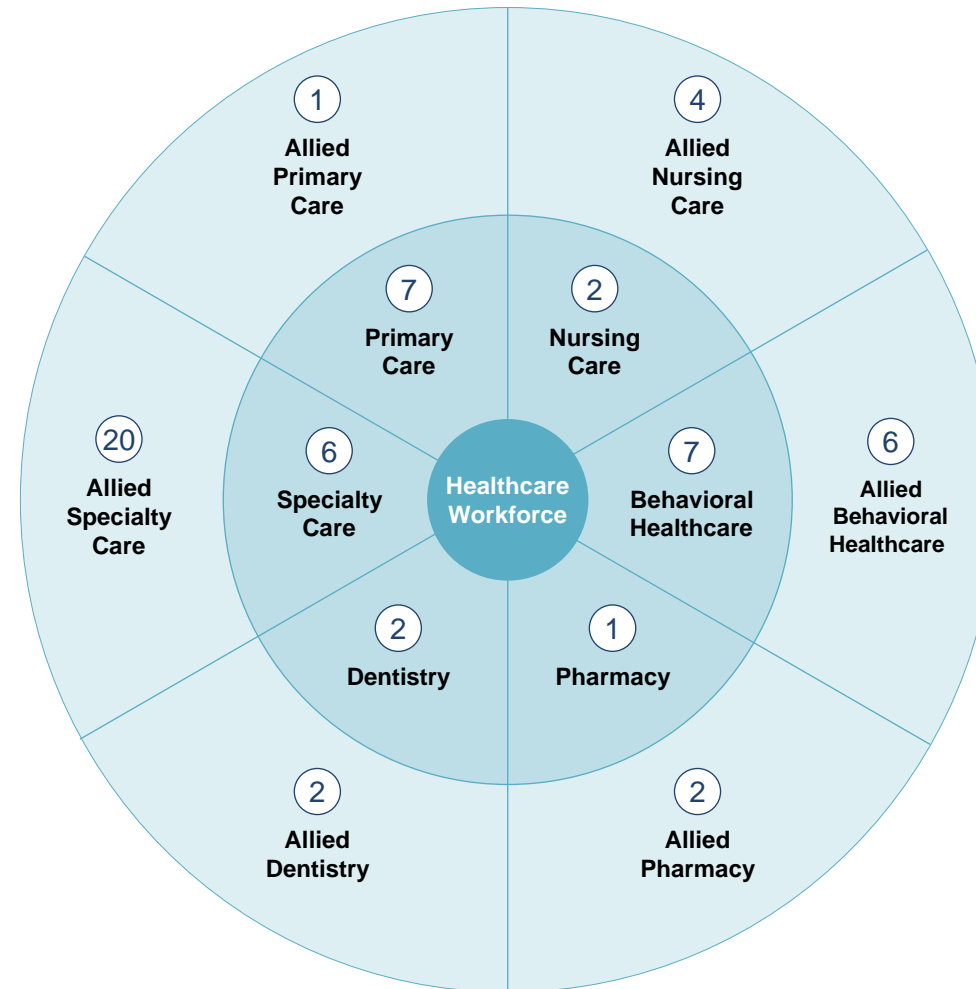 1
Allied
Primary
Care
4
Allied
Nursing
Care
7
Primary
Care
2
Nursing
Care
20
Allied
Specialty
Care
6
Specialty
Care
Healthcare
Workforce
7
Behavioral
Healthcare
6
Allied
Behavioral
Healthcare
2
Dentistry
1
Pharmacy
2
Allied
Dentistry
2
Allied
Pharmacy